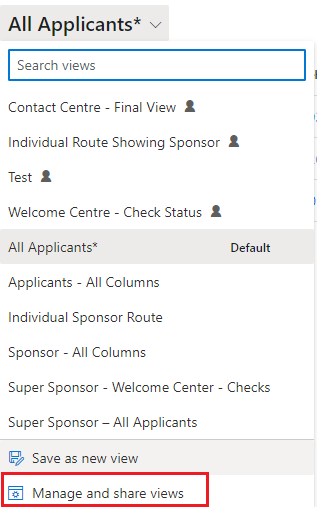 All Applicants*
Search views
Contact Centre - Final View
Individual Route Showing Sponsor
Test
Welcome Centre - Check Status
All Applicants* Default
Applicants - All Columns
Individual Sponsor Route
Sponsor - All Columns
Super Sponsor - Welcome Center - Checks
Super Sponsor – All Applicants
Save as new view
Manage and share views